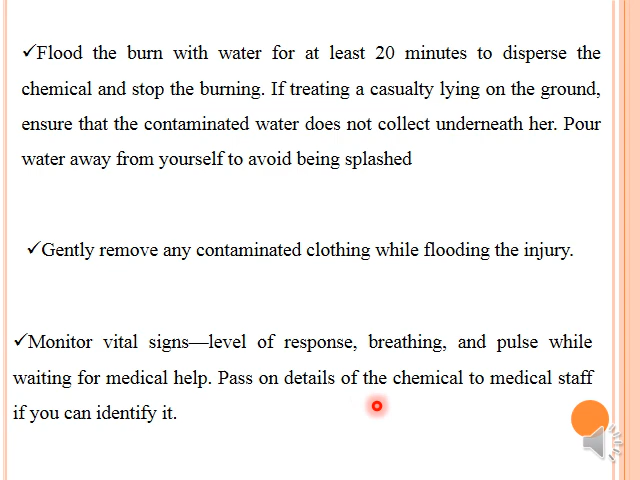 ✓Flood the burn with water for at least 20 minutes to disperse the
chemical and stop the burning. If treating a casualty lying on the ground,
ensure that the contaminated water does not collect underneath her. Pour
water away from yourself to avoid being splashed
✓Gently remove any contaminated clothing while flooding the injury.
✓Monitor vital signs—level of response, breathing, and pulse while
waiting for medical help. Pass on details of the chemical to medical staff
if you can identify it.